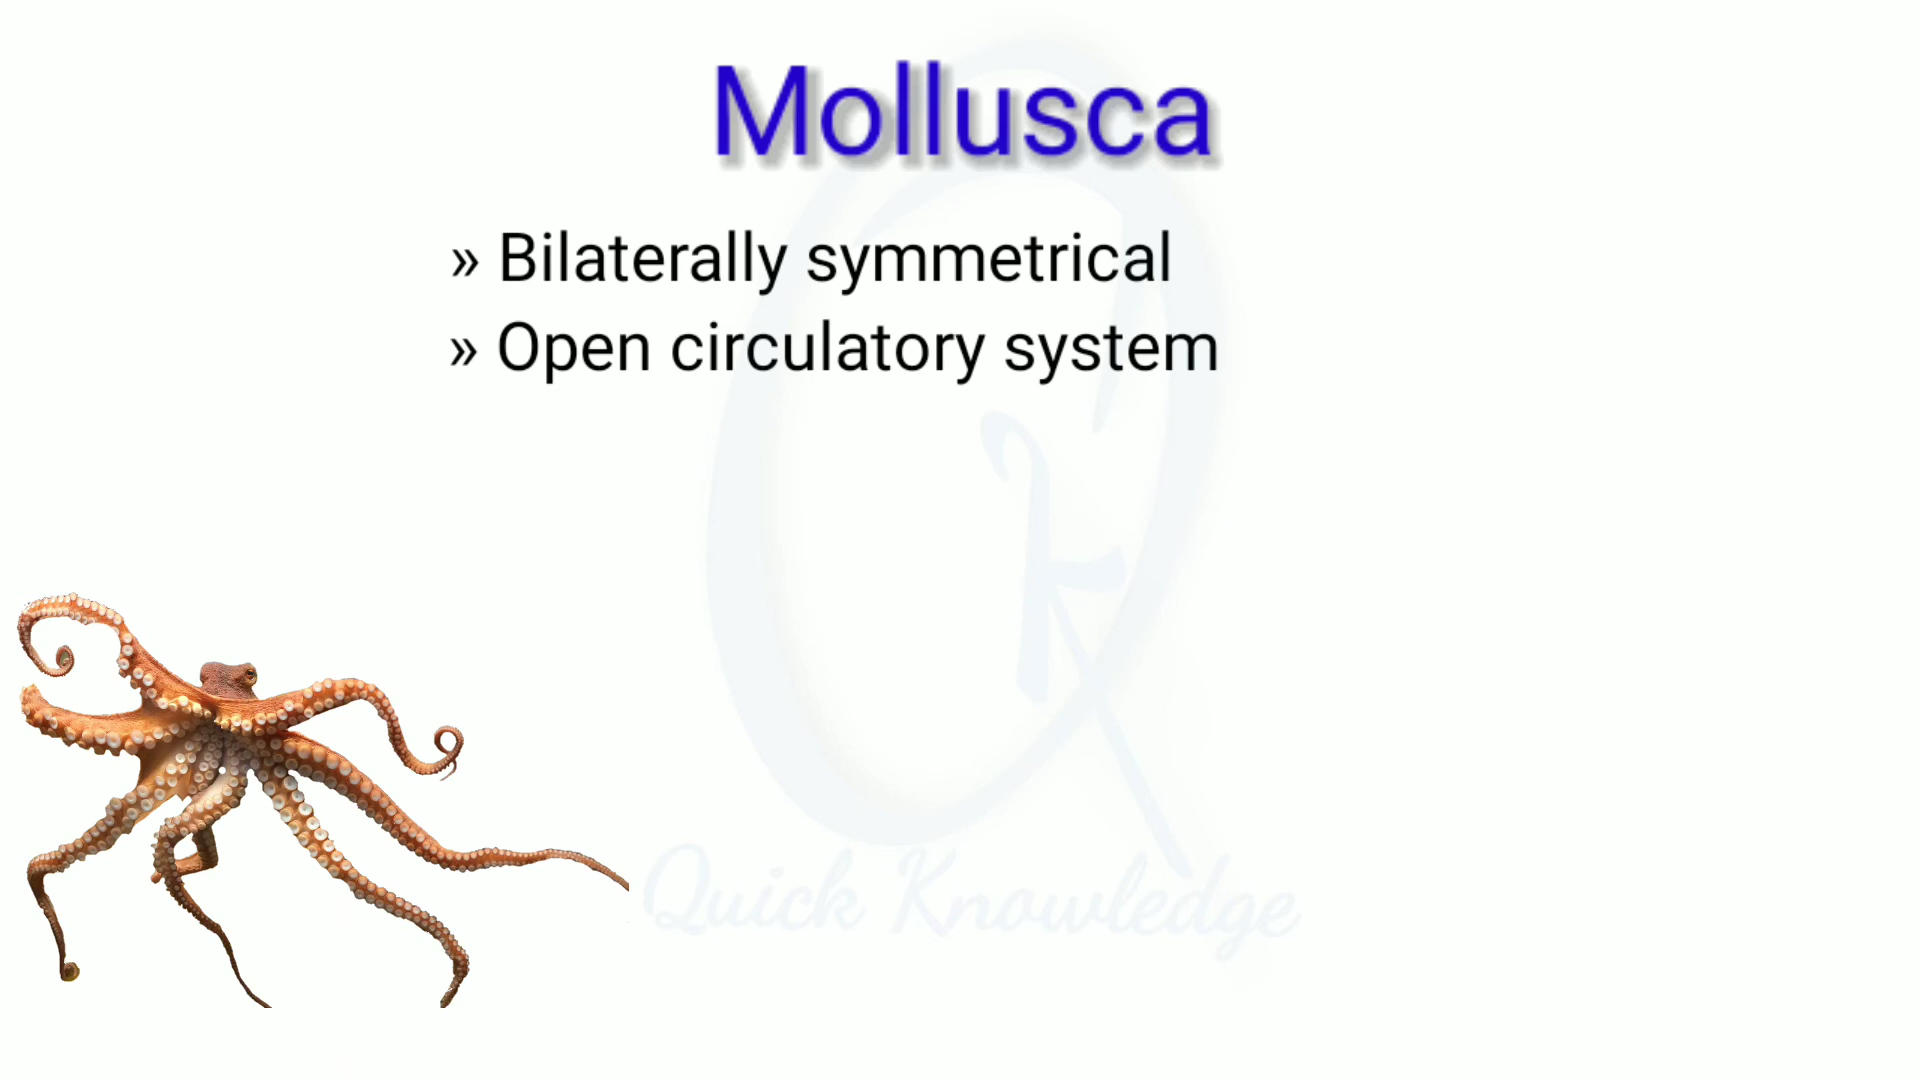 Mollusca
» Bilaterally symmetrical
» Open circulatory system
Quick Knowledge